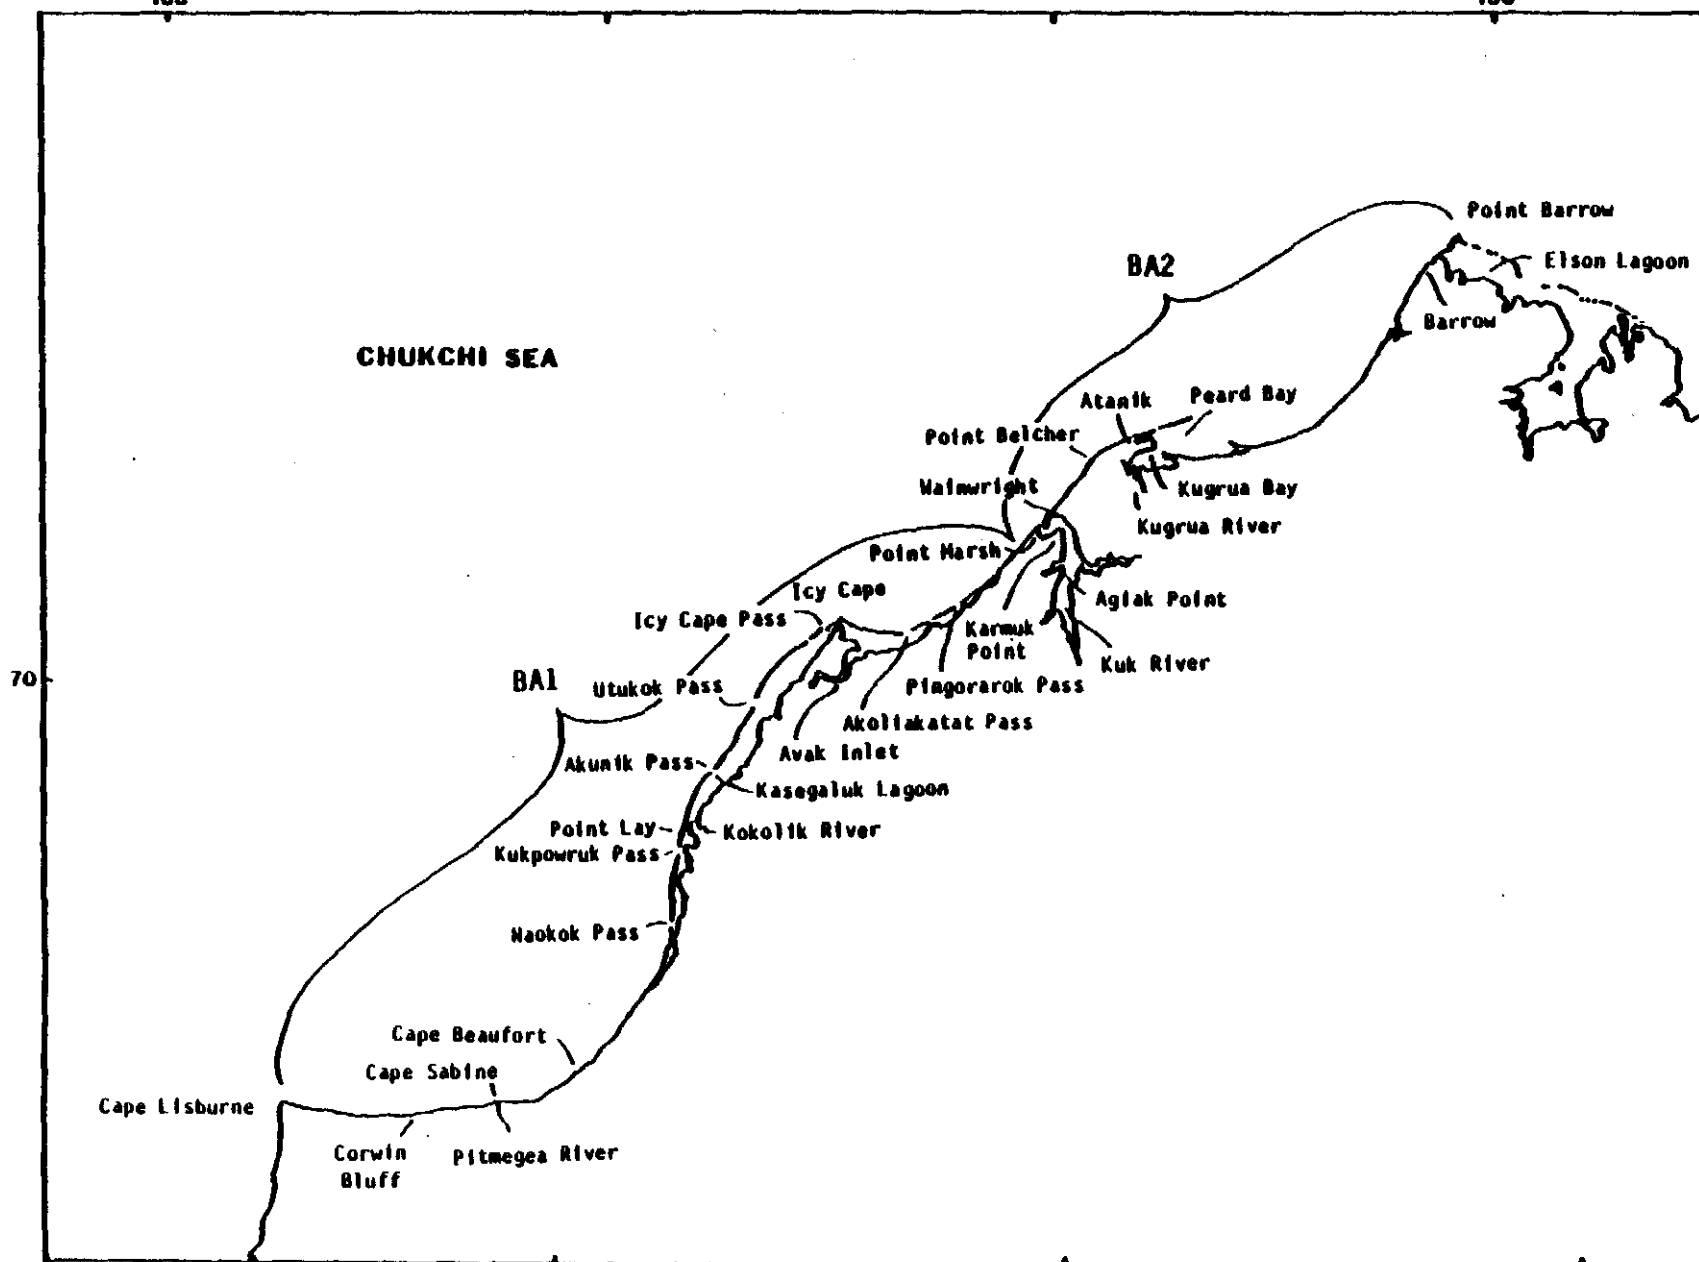 Point Barrow
Elson Lagoon
BA2
Barrow
CHUKCHI SEA
Atanik
Peard Bay
Point Belcher
Wainwright
Kugrua Bay
Kugrua River
Point Marsh
Icy Cape
Icy Cape Pass
Aglak Point
Karmuk
Point
Kuk River
70
BA1
Utukok Pass
Pingorarok Pass
Akoliakatat Pass
Avak Inlet
Akunik Pass
Kasegaluk Lagoon
Point Lay
Kokolik River
Kukpowruk Pass
Naokok Pass
Cape Beaufort
Cape Sabine
Cape Lisburne
Corwin
Bluff
Pitmegea River